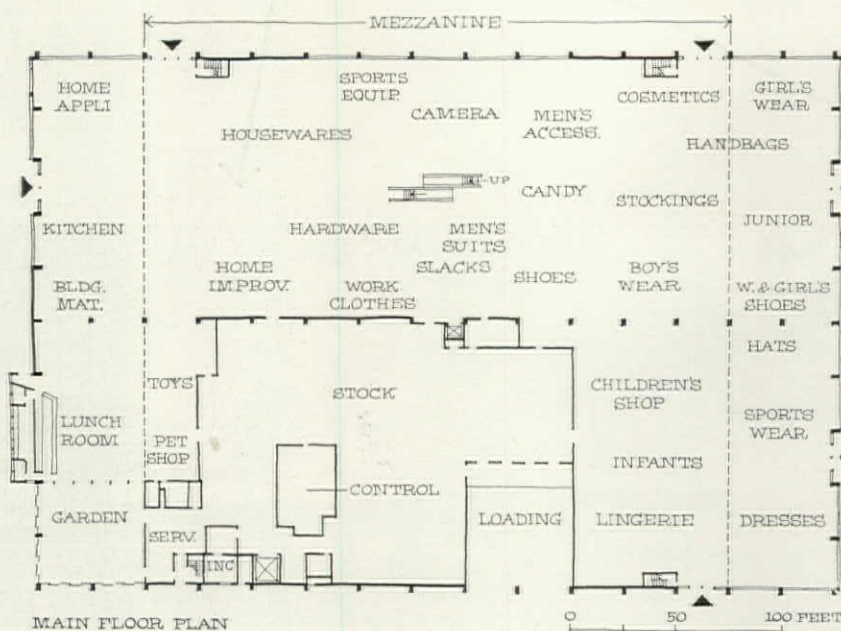 MEZZANINE
HOME
APPLI
SPORTS
EQUIP.
CAMERA
MEN'S
ACCESS.
COSMETICS
GIRL'S
WEAR
HOUSEWARES
HANDBAGS
UP
CANDY
STOCKINGS
KITCHEN
HARDWARE
MEN'S
SUITS
JUNIOR
SLACKS
HOME
IMPROV.
BLDG.
MAT.
WORK
CLOTHES
SHOES
BOY'S
WEAR
W. & GIRL'S
SHOES
HATS
TOYS
STOCK
CHILDREN'S
SHOP
LUNCH
ROOM
SPORTS
WEAR
PET
SHOP
INFANTS
CONTROL
GARDEN
LOADING
LINGERIE
DRESSES
SERV.
INC
MAIN FLOOR PLAN
0 50 100 FEET